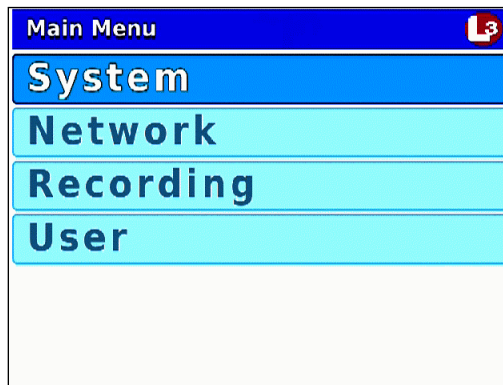 Main Menu
L3
System
Network
Recording
User